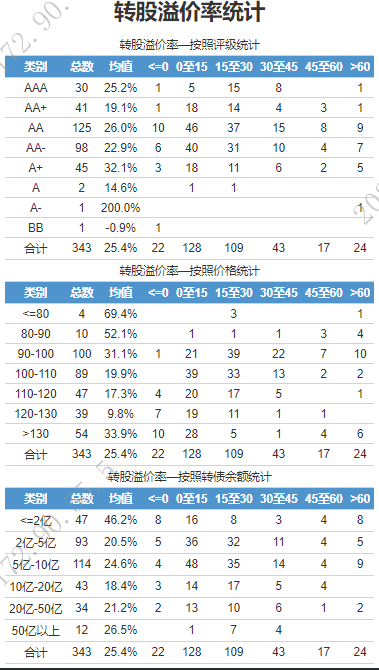 转股溢价率统计
转股溢价率—按照评级统计
类别 总数 均值 <=0 0至15 15至30 30至45 45至60 >60
AAA 30 25.2% 1 5 15 8 1
AA+ 41 19.1% 1 18 14 4 3 1
AA 125 26.0% 10 46 37 15 8 9
AA- 98 22.9% 6 40 31 10 4 7
A+ 45 32.1% 3 18 11 6 2 5
A 2 14.6% 1 1
A- 1 200.0% 1
BB 1 -0.9% 1
合计 343 25.4% 22 128 109 43 17 24
转股溢价率—按照价格统计
类别 总数 均值 <=0 0至15 15至30 30至45 45至60 >60
<=80 4 69.4% 3 1
80-90 10 52.1% 1 1 1 3 4
90-100 100 31.1% 1 21 39 22 7 10
100-110 89 19.9% 39 33 13 2 2
110-120 47 17.3% 4 20 17 5 1
120-130 39 9.8% 7 19 11 1 1
>130 54 33.9% 10 28 5 1 4 6
合计 343 25.4% 22 128 109 43 17 24
转股溢价率—按照转债余额统计
类别 总数 均值 <=0 0至15 15至30 30至45 45至60 >60
<=2亿 47 46.2% 8 16 8 3 4 8
2亿-5亿 93 20.5% 5 36 32 11 4 5
5亿-10亿 114 24.6% 4 48 35 14 4 9
10亿-20亿 43 18.4% 3 14 17 5 4
20亿-50亿 34 21.2% 2 13 10 6 1 2
50亿以上 12 26.5% 1 7 4
合计 343 25.4% 22 128 109 43 17 24